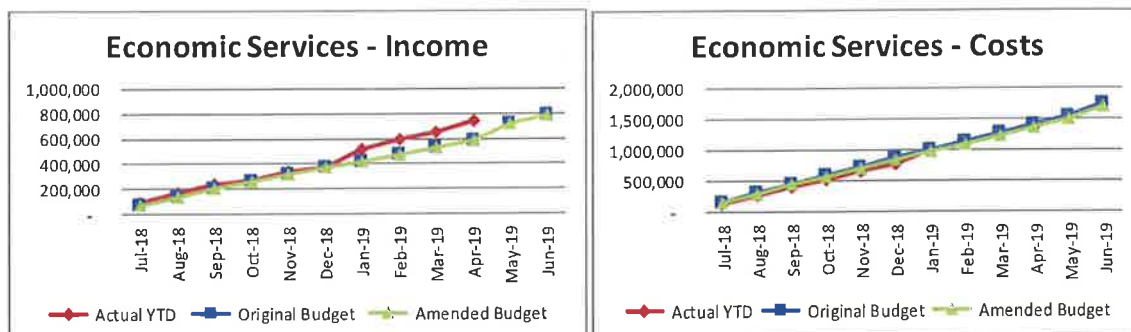 Economic Services - Income
1,000,000
800,000
600,000
400,000
200,000
-
Jul-18
Aug-18
Sep-18
Oct-18
Nov-18
Dec-18
Jan-19
Feb-19
Mar-19
Apr-19
May-19
Jun-19
Actual YTD
Original Budget
Amended Budget
Economic Services - Costs
2,000,000
1,500,000
1,000,000
500,000
-
Jul-18
Aug-18
Sep-18
Oct-18
Nov-18
Dec-18
Jan-19
Feb-19
Mar-19
Apr-19
May-19
Jun-19
Actual YTD
Original Budget
Amended Budget